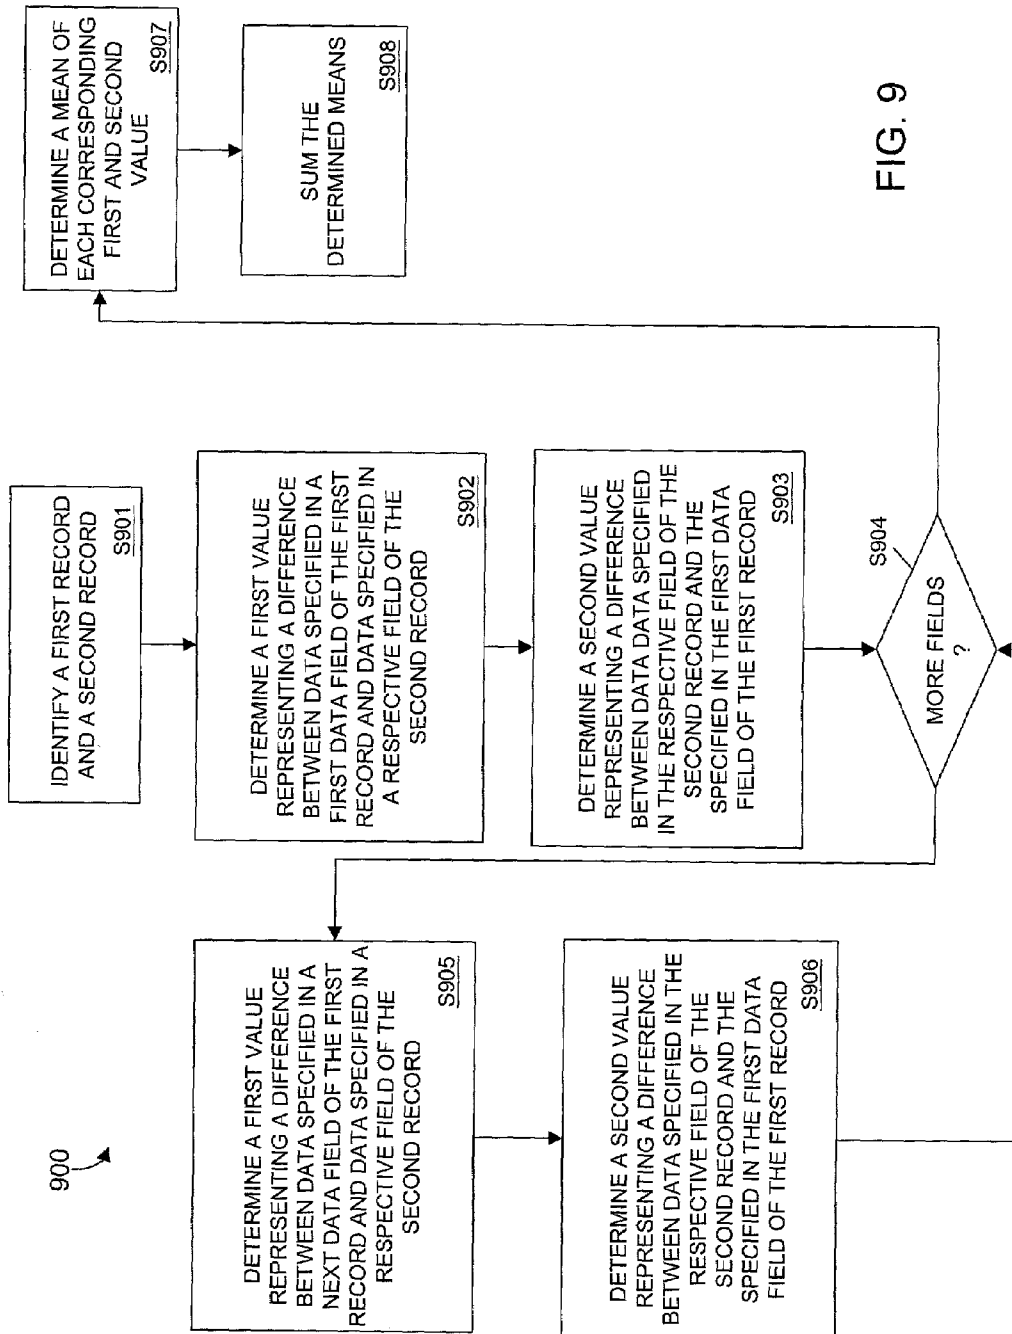 900
IDENTIFY A FIRST RECORD
AND A SECOND RECORD
S901
DETERMINE A FIRST VALUE
REPRESENTING A DIFFERENCE
BETWEEN DATA SPECIFIED IN A
FIRST DATA FIELD OF THE FIRST
RECORD AND DATA SPECIFIED IN
A RESPECTIVE FIELD OF THE
SECOND RECORD
S902
DETERMINE A SECOND VALUE
REPRESENTING A DIFFERENCE
BETWEEN DATA SPECIFIED
IN THE RESPECTIVE FIELD OF THE
SECOND RECORD AND THE
SPECIFIED IN THE FIRST DATA
FIELD OF THE FIRST RECORD
S903
S904
MORE FIELDS
?
DETERMINE A FIRST VALUE
REPRESENTING A DIFFERENCE
BETWEEN DATA SPECIFIED IN A
NEXT DATA FIELD OF THE FIRST
RECORD AND DATA SPECIFIED IN A
RESPECTIVE FIELD OF THE
SECOND RECORD
S905
DETERMINE A SECOND VALUE
REPRESENTING A DIFFERENCE
BETWEEN DATA SPECIFIED IN THE
RESPECTIVE FIELD OF THE
SECOND RECORD AND THE
SPECIFIED IN THE FIRST DATA
FIELD OF THE FIRST RECORD
S906
DETERMINE A MEAN OF
EACH CORRESPONDING
FIRST AND SECOND
VALUE
S907
SUM THE
DETERMINED MEANS
S908
FIG. 9